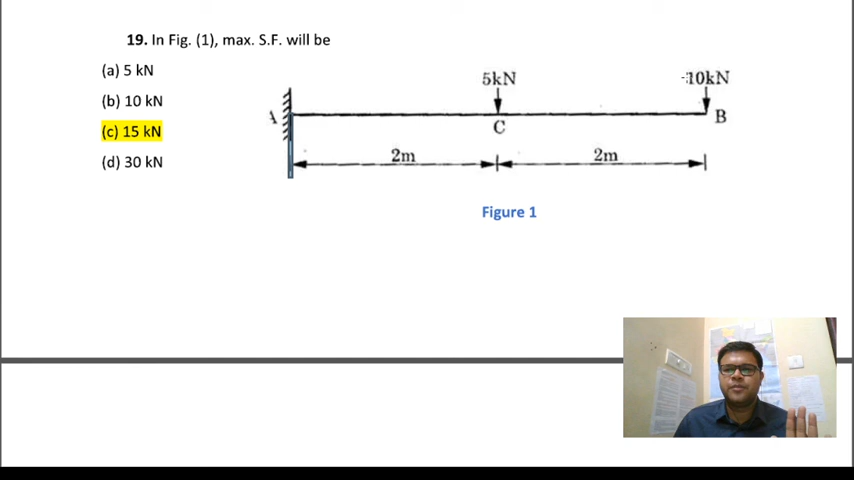 19. In Fig. (1), max. S.F. will be
(a) 5 kN
(b) 10 kN
(c) 15 kN
(d) 30 kN
5kN
10kN
A
C
B
2m
2m
Figure 1